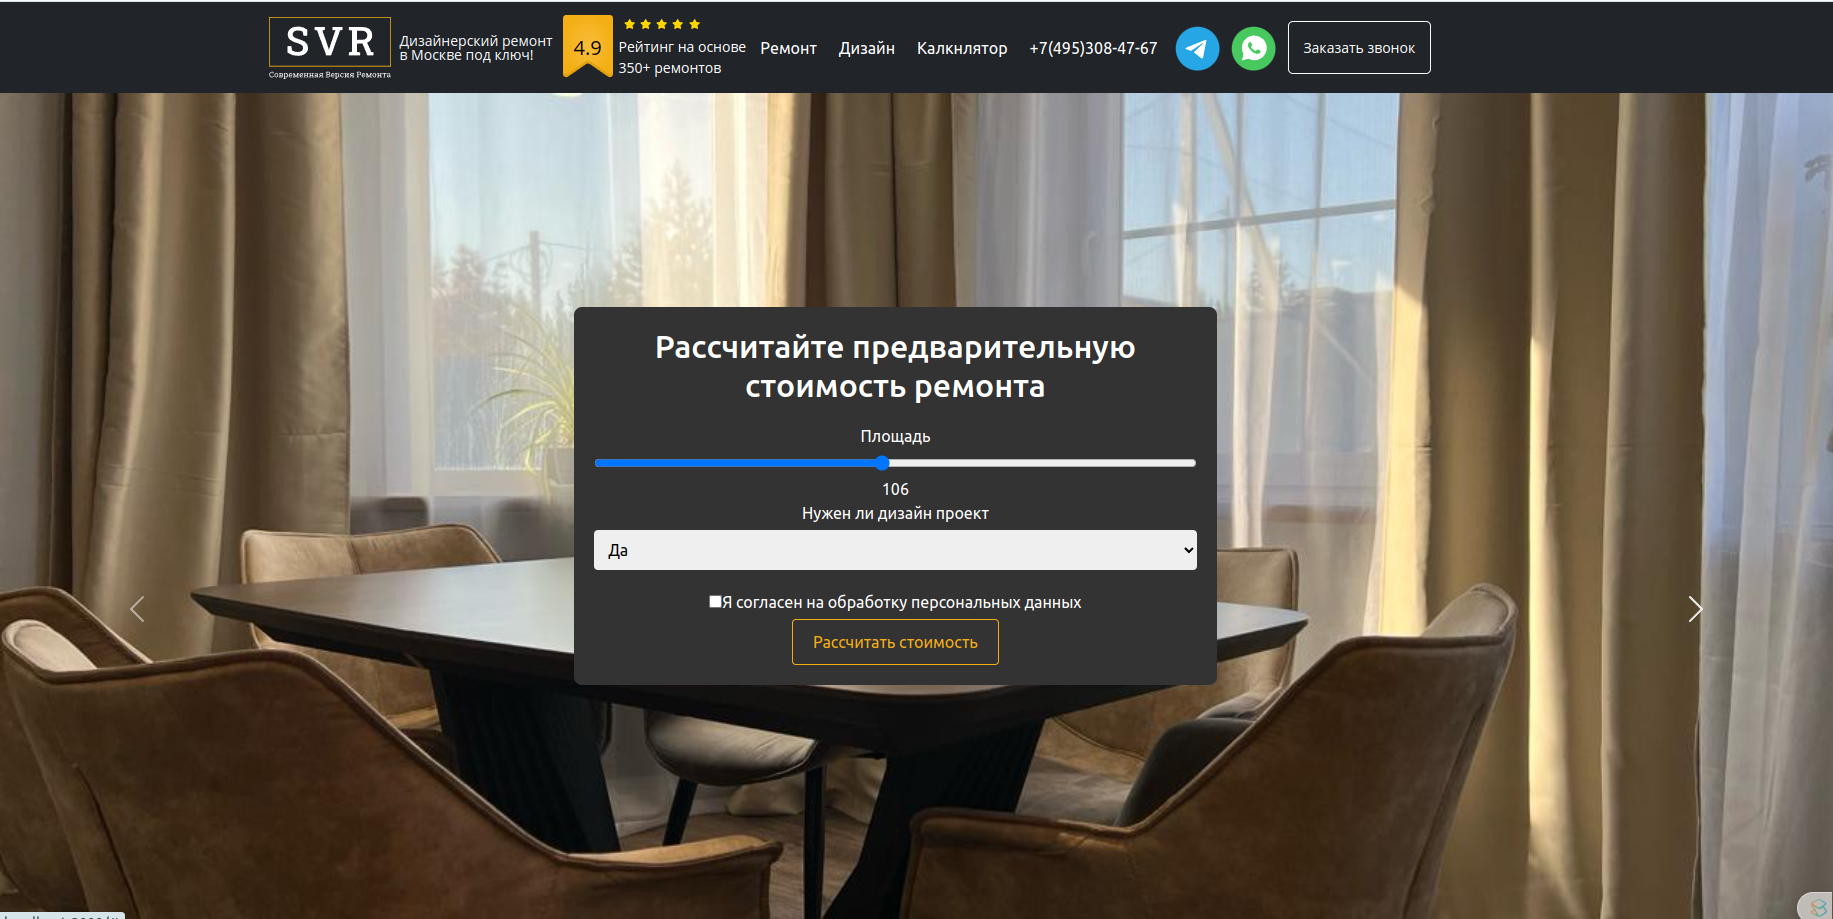 SVR
Современная Версия Ремонта
Дизайнерский ремонт
в Москве под ключ!
4.9
Рейтинг на основе
350+ ремонтов
Ремонт
Дизайн
Калкнлятор
+7(495)308-47-67
Заказать звонок
Рассчитайте предварительную
стоимость ремонта
Площадь
106
Нужен ли дизайн проект
Да
Я согласен на обработку персональных данных
Рассчитать стоимость